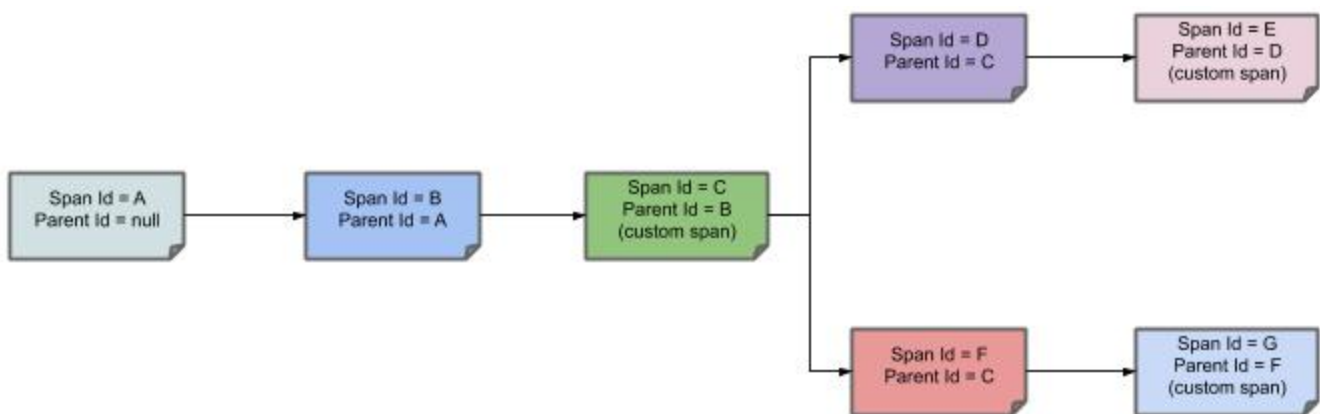 Span Id = A
Parent Id = null
Span Id = B
Parent Id = A
Span Id = C
Parent Id = B
(custom span)
Span Id = D
Parent Id = C
Span Id = E
Parent Id = D
(custom span)
Span Id = F
Parent Id = C
Span Id = G
Parent Id = F
(custom span)